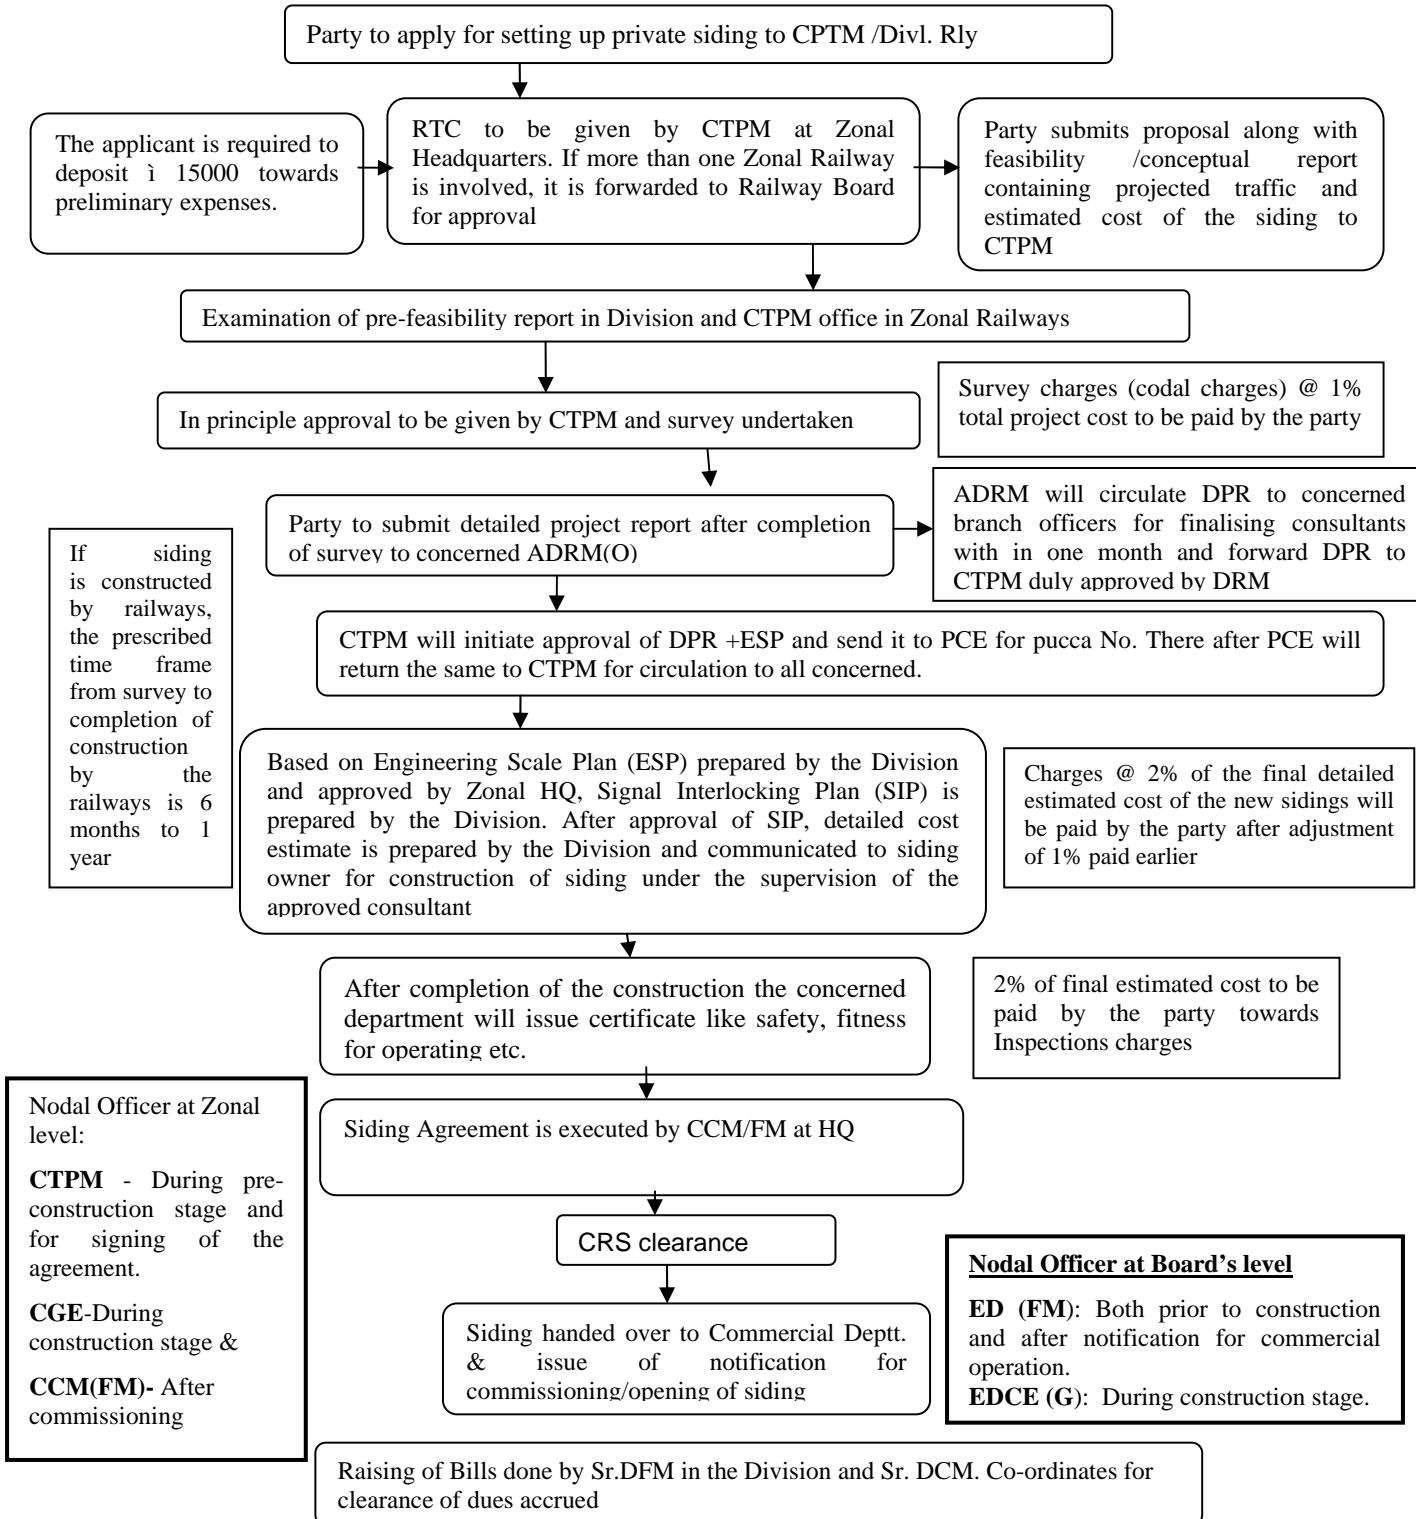 Party to apply for setting up private siding to CPTM /Divl. Rly
The applicant is required to
deposit ì 15000 towards
preliminary expenses.
RTC to be given by CTPM at Zonal
Headquarters. If more than one Zonal Railway
is involved, it is forwarded to Railway Board
for approval
Party submits proposal along with
feasibility /conceptual report
containing projected traffic and
estimated cost of the siding to
CTPM
Examination of pre-feasibility report in Division and CTPM office in Zonal Railways
In principle approval to be given by CTPM and survey undertaken
Survey charges (codal charges) @ 1%
total project cost to be paid by the party
Party to submit detailed project report after completion
of survey to concerned ADRM(O)
ADRM will circulate DPR to concerned
branch officers for finalising consultants
with in one month and forward DPR to
CTPM duly approved by DRM
If siding
is constructed
by railways,
the prescribed
time frame
from survey to
completion of
construction
by the
railways is 6
months to 1
year
CTPM will initiate approval of DPR +ESP and send it to PCE for pucca No. There after PCE will
return the same to CTPM for circulation to all concerned.
Based on Engineering Scale Plan (ESP) prepared by the Division
and approved by Zonal HQ, Signal Interlocking Plan (SIP) is
prepared by the Division. After approval of SIP, detailed cost
estimate is prepared by the Division and communicated to siding
owner for construction of siding under the supervision of the
approved consultant
Charges @ 2% of the final detailed
estimated cost of the new sidings will
be paid by the party after adjustment
of 1% paid earlier
After completion of the construction the concerned
department will issue certificate like safety, fitness
for operating etc.
2% of final estimated cost to be
paid by the party towards
Inspections charges
Siding Agreement is executed by CCM/FM at HQ
Nodal Officer at Zonal
level:
CTPM - During pre-
construction stage and
for signing of the
agreement.
CGE-During
construction stage &
CCM(FM)- After
commissioning
CRS clearance
Siding handed over to Commercial Deptt.
& issue of notification for
commissioning/opening of siding
Nodal Officer at Board's level
ED (FM): Both prior to construction
and after notification for commercial
operation.
EDCE (G): During construction stage.
Raising of Bills done by Sr.DFM in the Division and Sr. DCM. Co-ordinates for
clearance of dues accrued